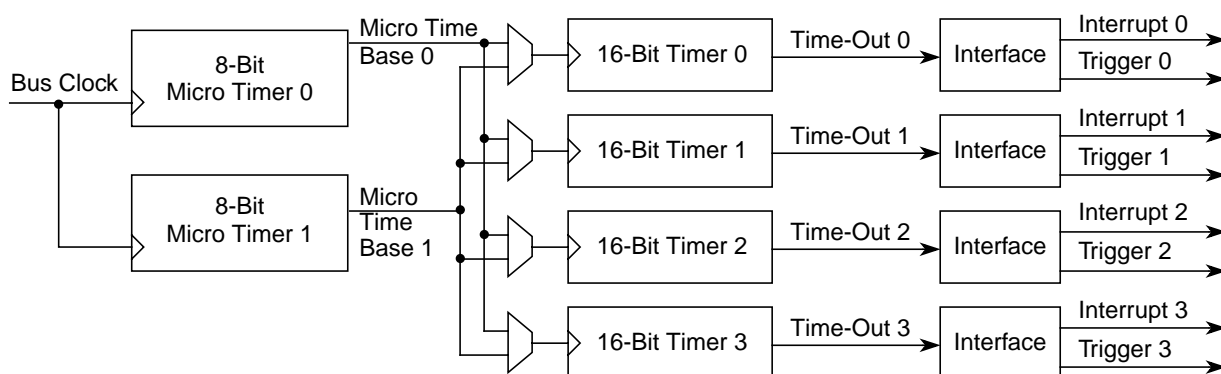 Bus Clock
8-Bit
Micro Timer 0
8-Bit
Micro Timer 1
Micro Time
Base 0
Micro
Time
Base 1
16-Bit Timer 0
Time-Out 0
Interface
Interrupt 0
Trigger 0
16-Bit Timer 1
Time-Out 1
Interface
Interrupt 1
Trigger 1
16-Bit Timer 2
Time-Out 2
Interface
Interrupt 2
Trigger 2
16-Bit Timer 3
Time-Out 3
Interface
Interrupt 3
Trigger 3